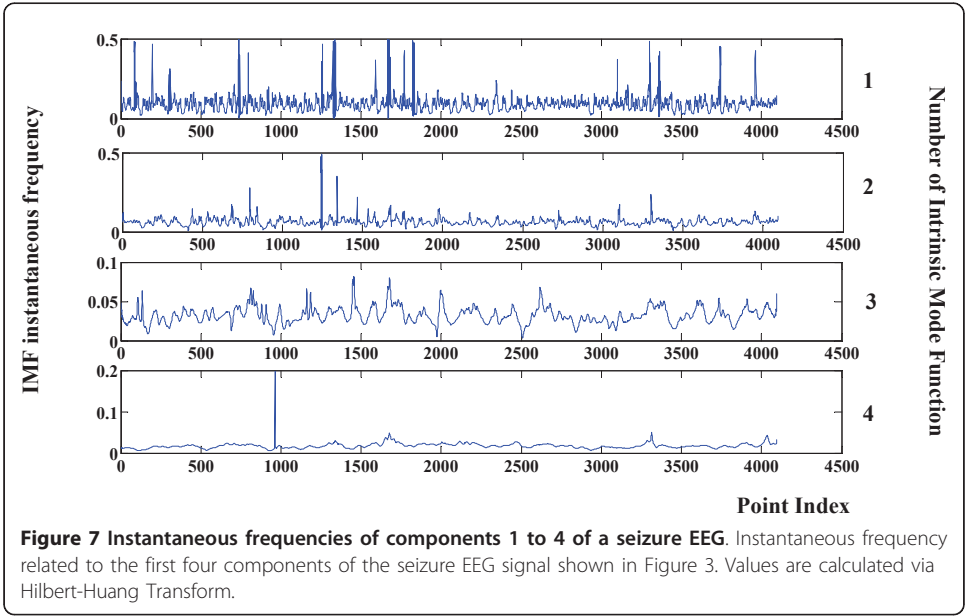 IMF instantaneous frequency
Number of Intrinsic Mode Function
0.5
0
0 500 1000 1500 2000 2500 3000 3500 4000 4500
1
0.5
0
0 500 1000 1500 2000 2500 3000 3500 4000 4500
2
0.1
0.05
0
0 500 1000 1500 2000 2500 3000 3500 4000 4500
3
0.2
0.1
0
0 500 1000 1500 2000 2500 3000 3500 4000 4500
4
Point Index
Figure 7 Instantaneous frequencies of components 1 to 4 of a seizure EEG. Instantaneous frequency
related to the first four components of the seizure EEG signal shown in Figure 3. Values are calculated via
Hilbert-Huang Transform.